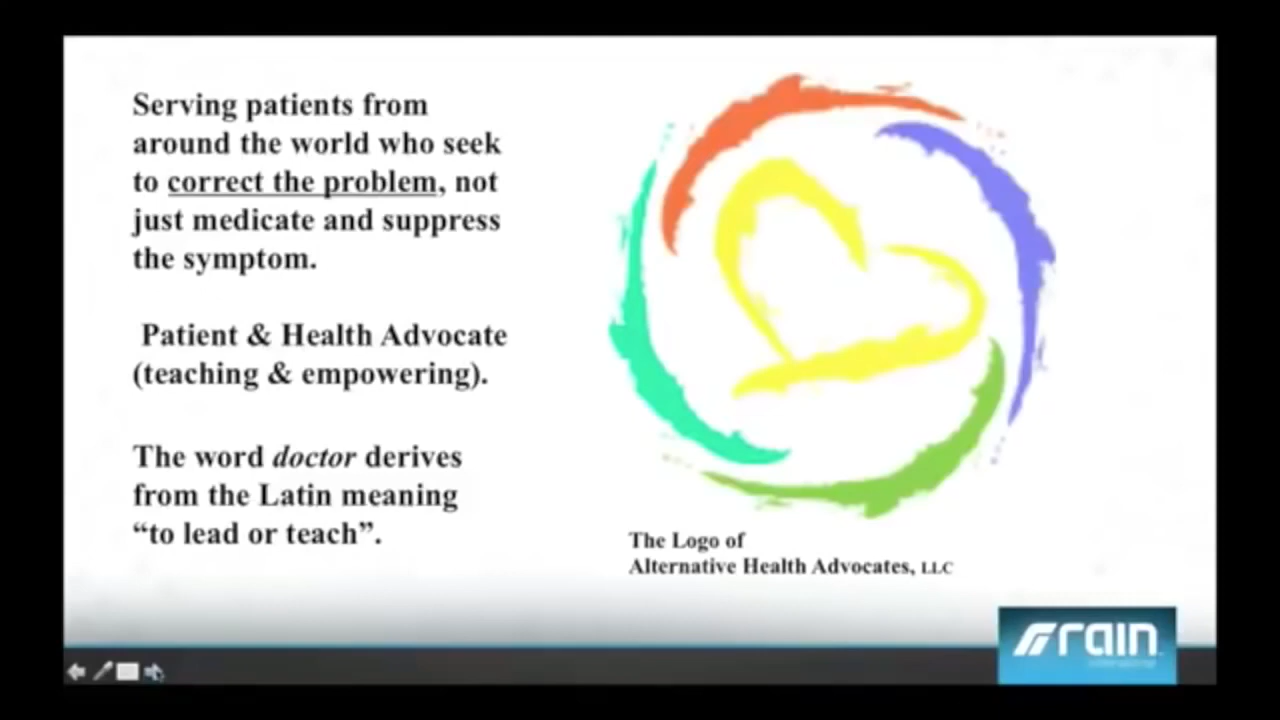 Serving patients from
around the world who seek
to correct the problem, not
just medicate and suppress
the symptom.
Patient & Health Advocate
(teaching & empowering).
The word doctor derives
from the Latin meaning
“to lead or teach”.
The Logo of
Alternative Health Advocates, LLC
rain